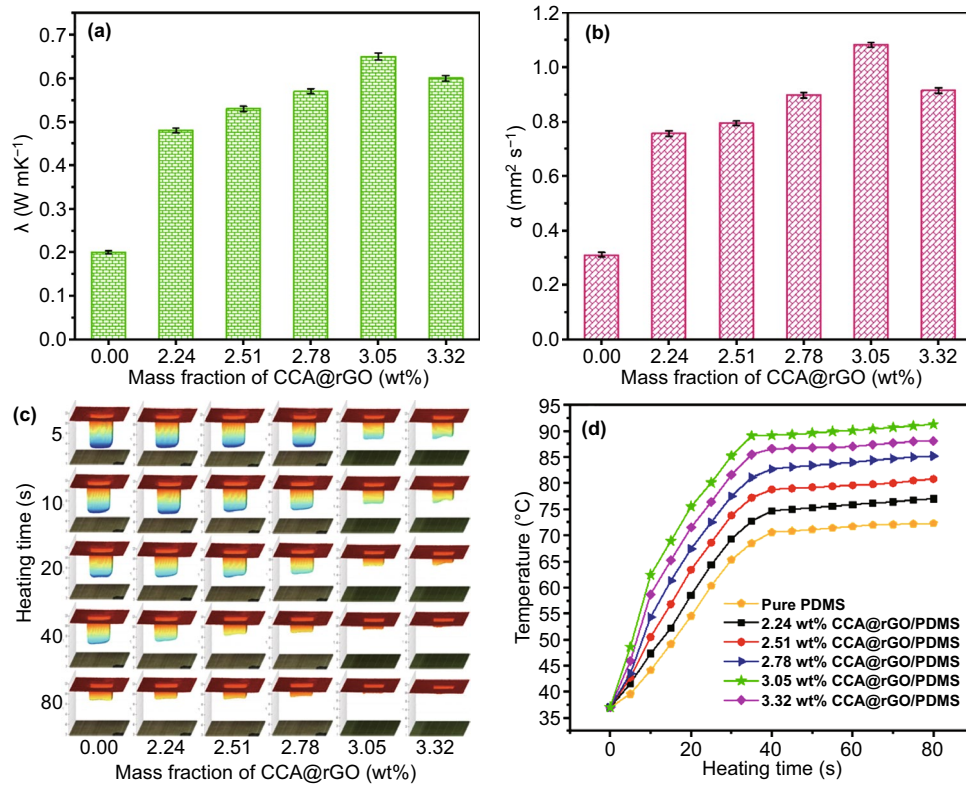 (a)
λ (W mK⁻¹)
0.7
0.6
0.5
0.4
0.3
0.2
0.1
0.0
0.00 2.24 2.51 2.78 3.05 3.32
Mass fraction of CCA@rGO (wt%)
(b)
α (mm² s⁻¹)
1.2
1.0
0.8
0.6
0.4
0.2
0.0
0.00 2.24 2.51 2.78 3.05 3.32
Mass fraction of CCA@rGO (wt%)
(c)
Heating time (s)
5
10
20
40
80
0.00 2.24 2.51 2.78 3.05 3.32
Mass fraction of CCA@rGO (wt%)
(d)
Temperature (°C)
95
90
85
80
75
70
65
60
55
50
45
40
35
Pure PDMS
2.24 wt% CCA@rGO/PDMS
2.51 wt% CCA@rGO/PDMS
2.78 wt% CCA@rGO/PDMS
3.05 wt% CCA@rGO/PDMS
3.32 wt% CCA@rGO/PDMS
0 20 40 60 80
Heating time (s)